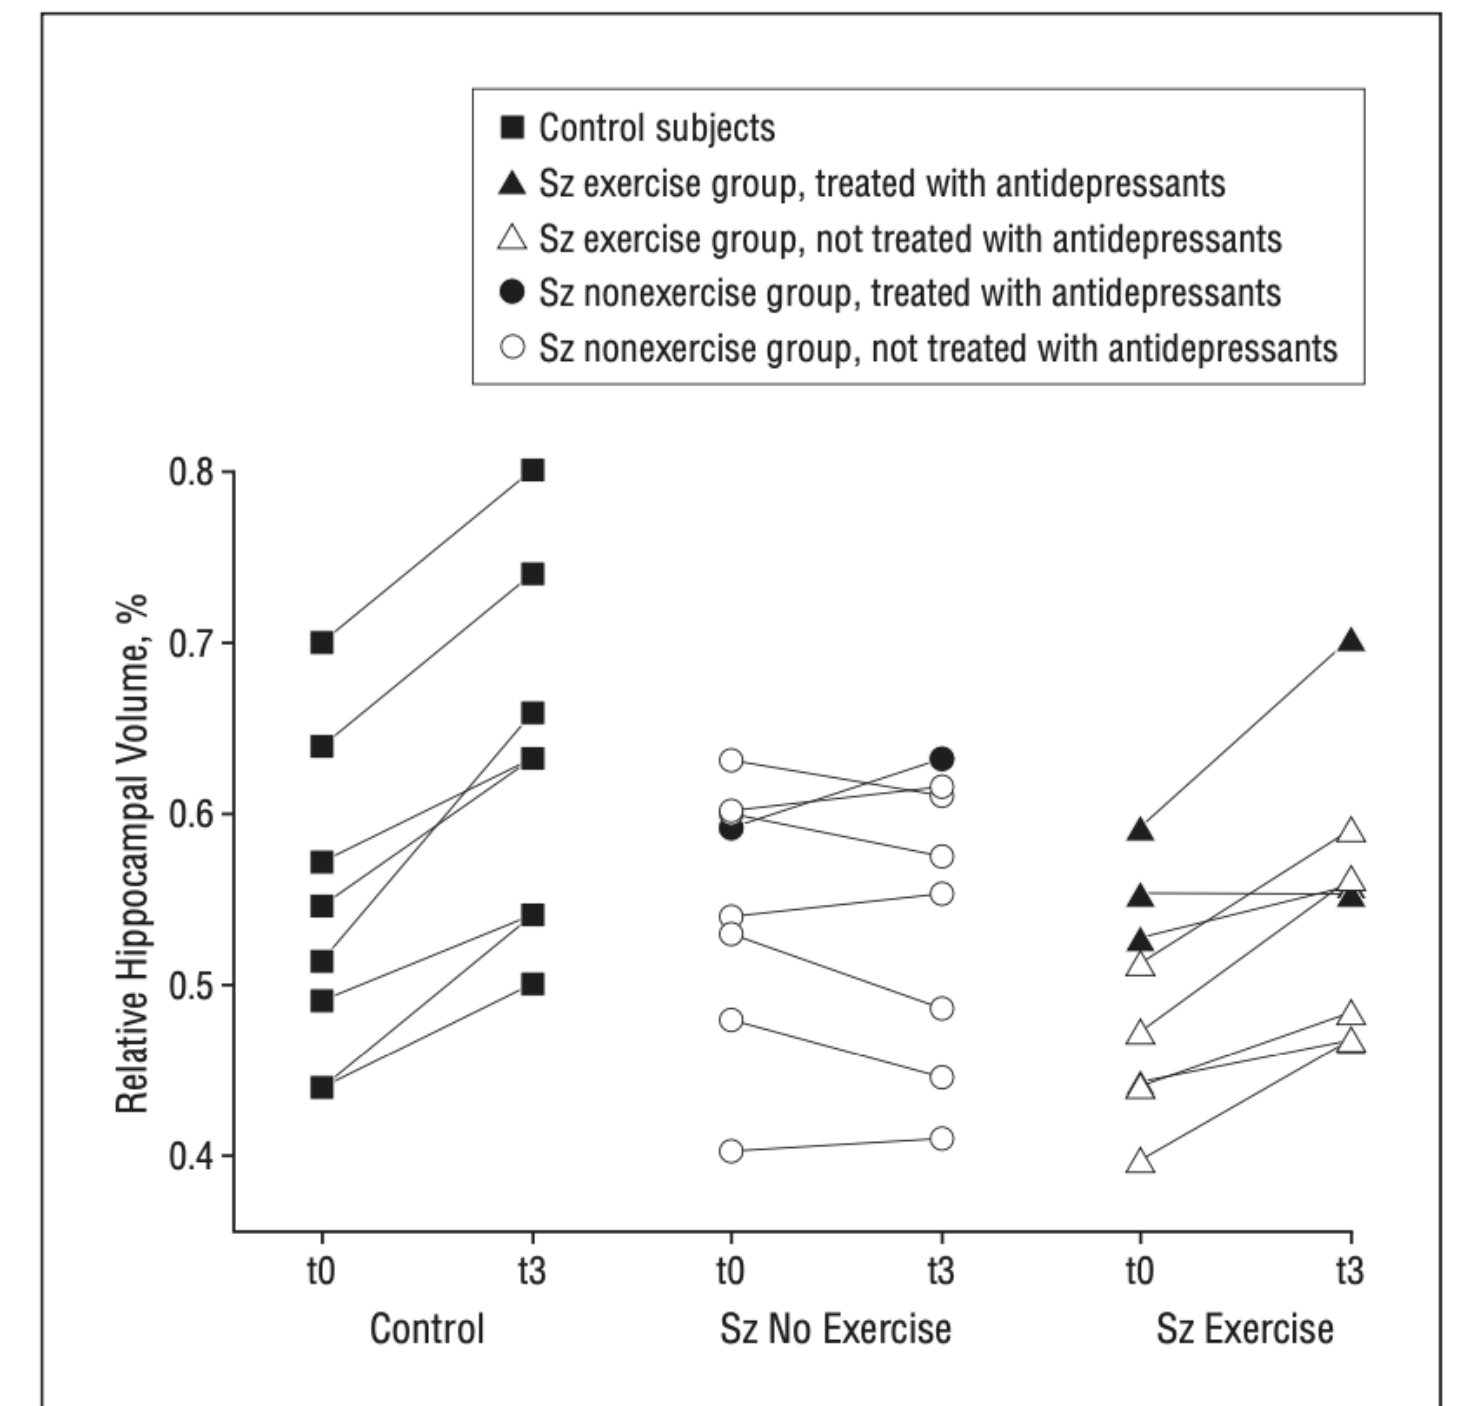 Control subjects
Sz exercise group, treated with antidepressants
Sz exercise group, not treated with antidepressants
Sz nonexercise group, treated with antidepressants
Sz nonexercise group, not treated with antidepressants
Relative Hippocampal Volume, %
0.8
0.7
0.6
0.5
0.4
t0 t3 t0 t3 t0 t3
Control Sz No Exercise Sz Exercise